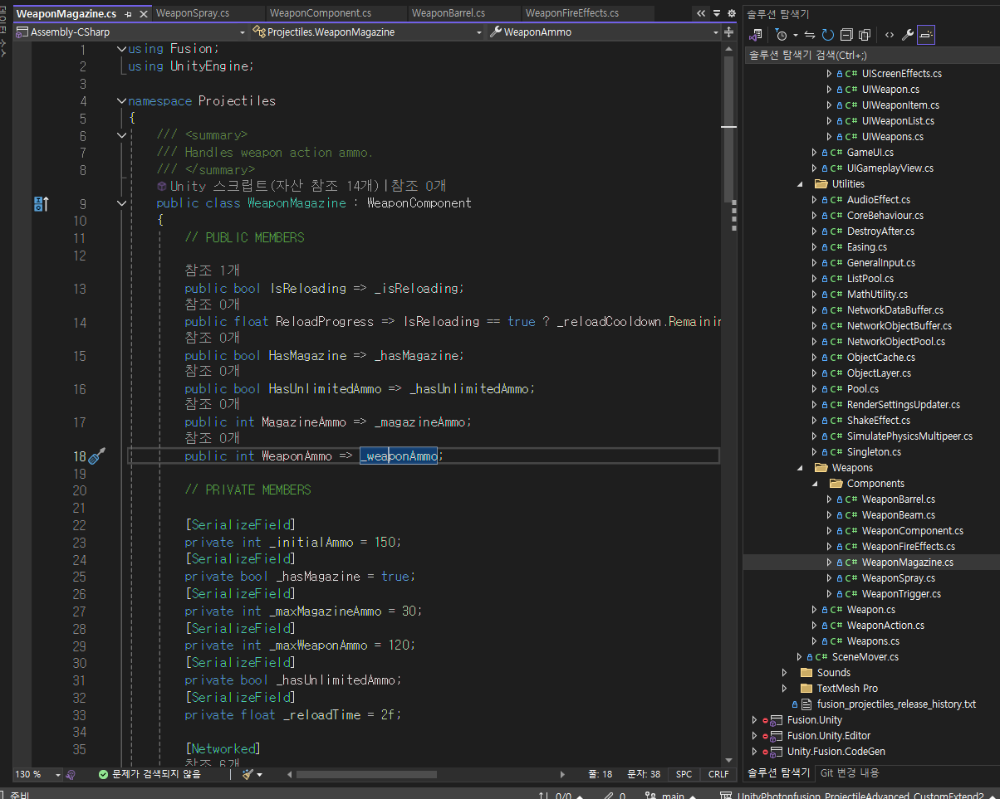 WeaponMagazine.cs
WeaponSpray.cs
WeaponComponent.cs
WeaponBarrel.cs
WeaponFireEffects.cs
Assembly-CSharp
Projectiles.WeaponMagazine
WeaponAmmo
1 using Fusion;
2 using UnityEngine;
3
4 namespace Projectiles
5 {
6 /// <summary>
7 /// Handles weapon action ammo.
8 /// </summary>
Unity 스크립트(자산 참조 14개)|참조 0개
9 public class WeaponMagazine : WeaponComponent
10 {
11 // PUBLIC MEMBERS
12
참조 1개
13 public bool IsReloading => _isReloading;
참조 0개
14 public float ReloadProgress => IsReloading == true ? _reloadCooldown.Remainin
참조 0개
15 public bool HasMagazine => _hasMagazine;
참조 0개
16 public bool HasUnlimitedAmmo => _hasUnlimitedAmmo;
참조 0개
17 public int MagazineAmmo => _magazineAmmo;
참조 0개
18 public int WeaponAmmo => _weaponAmmo;
19
20 // PRIVATE MEMBERS
21
22 [SerializeField]
23 private int _initialAmmo = 150;
24 [SerializeField]
25 private bool _hasMagazine = true;
26 [SerializeField]
27 private int _maxMagazineAmmo = 30;
28 [SerializeField]
29 private int _maxWeaponAmmo = 120;
30 [SerializeField]
31 private bool _hasUnlimitedAmmo;
32 [SerializeField]
33 private float _reloadTime = 2f;
34
35 [Networked]
참조 6개
130 %
문제가 검색되지 않음
줄: 18
문자: 38
SPC
CRLF
솔루션 탐색기
솔루션 탐색기 검색(Ctrl+;)
C# UIScreenEffects.cs
C# UIWeapon.cs
C# UIWeaponItem.cs
C# UIWeaponList.cs
C# UIWeapons.cs
C# GameUI.cs
C# UIGameplayView.cs
Utilities
C# AudioEffect.cs
C# CoreBehaviour.cs
C# DestroyAfter.cs
C# Easing.cs
C# GeneralInput.cs
C# ListPool.cs
C# MathUtility.cs
C# NetworkDataBuffer.cs
C# NetworkObjectBuffer.cs
C# NetworkObjectPool.cs
C# ObjectCache.cs
C# ObjectLayer.cs
C# Pool.cs
C# RenderSettingsUpdater.cs
C# ShakeEffect.cs
C# SimulatePhysicsMultipeer.cs
C# Singleton.cs
Weapons
Components
C# WeaponBarrel.cs
C# WeaponBeam.cs
C# WeaponComponent.cs
C# WeaponFireEffects.cs
C# WeaponMagazine.cs
C# WeaponSpray.cs
C# WeaponTrigger.cs
C# Weapon.cs
C# WeaponAction.cs
C# Weapons.cs
C# SceneMover.cs
Sounds
TextMesh Pro
fusion_projectiles_release_history.txt
Fusion.Unity
Fusion.Unity.Editor
Unity.Fusion.CodeGen
솔루션 탐색기
Git 변경 내용
준비
0/0
0
main
UnityPhotonfusion_ProjectileAdvanced_CustomExtend2